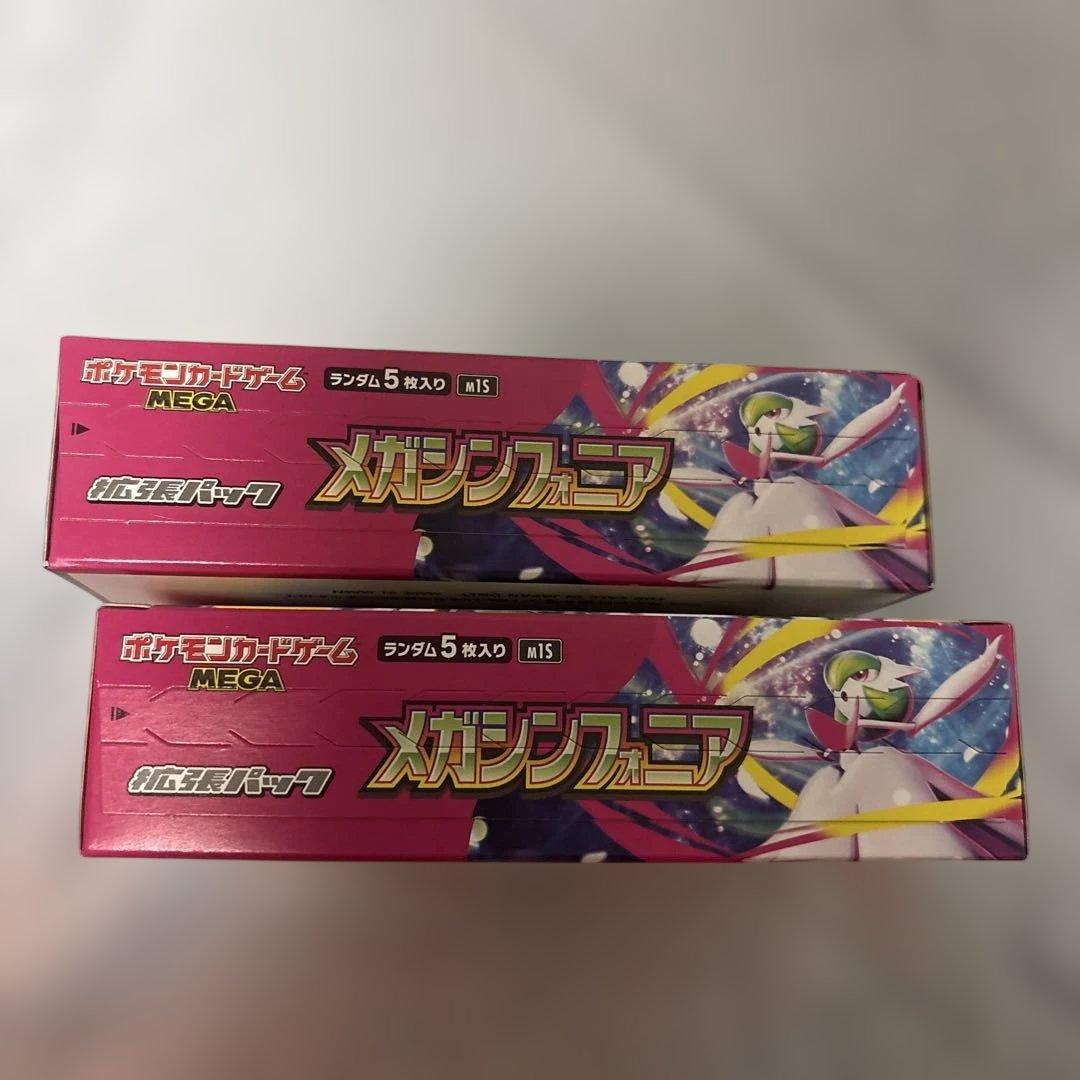 ポケモンカードゲーム
MEGA
ランダム5枚入り
m1S
拡張パック
メガシンフォニア
ポケモンカードゲーム
MEGA
ランダム5枚入り
m1S
拡張パック
メガシンフォニア